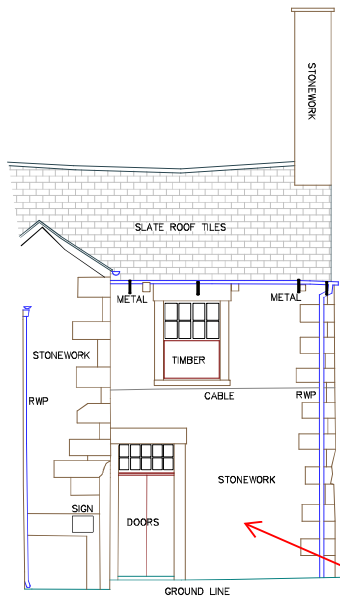 STONEWORK
SLATE ROOF TILES
METAL
METAL
STONEWORK
TIMBER
RWP
CABLE
RWP
STONEWORK
SIGN
DOORS
GROUND LINE